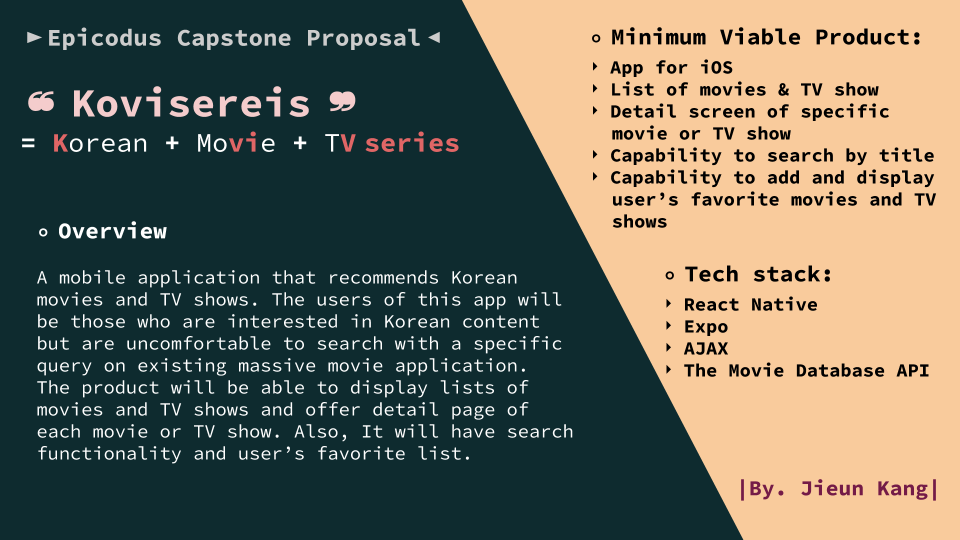 Epicodus Capstone Proposal
❝ Kovisereis ❞
= Korean + Movie + TV series
Overview
A mobile application that recommends Korean
movies and TV shows. The users of this app will
be those who are interested in Korean content
but are uncomfortable to search with a specific
query on existing massive movie application.
The product will be able to display lists of
movies and TV shows and offer detail page of
each movie or TV show. Also, It will have search
functionality and user’s favorite list.
Minimum Viable Product:
App for iOS
List of movies & TV show
Detail screen of specific
movie or TV show
Capability to search by title
Capability to add and display
user’s favorite movies and TV
shows
Tech stack:
React Native
Expo
AJAX
The Movie Database API
|By. Jieun Kang|